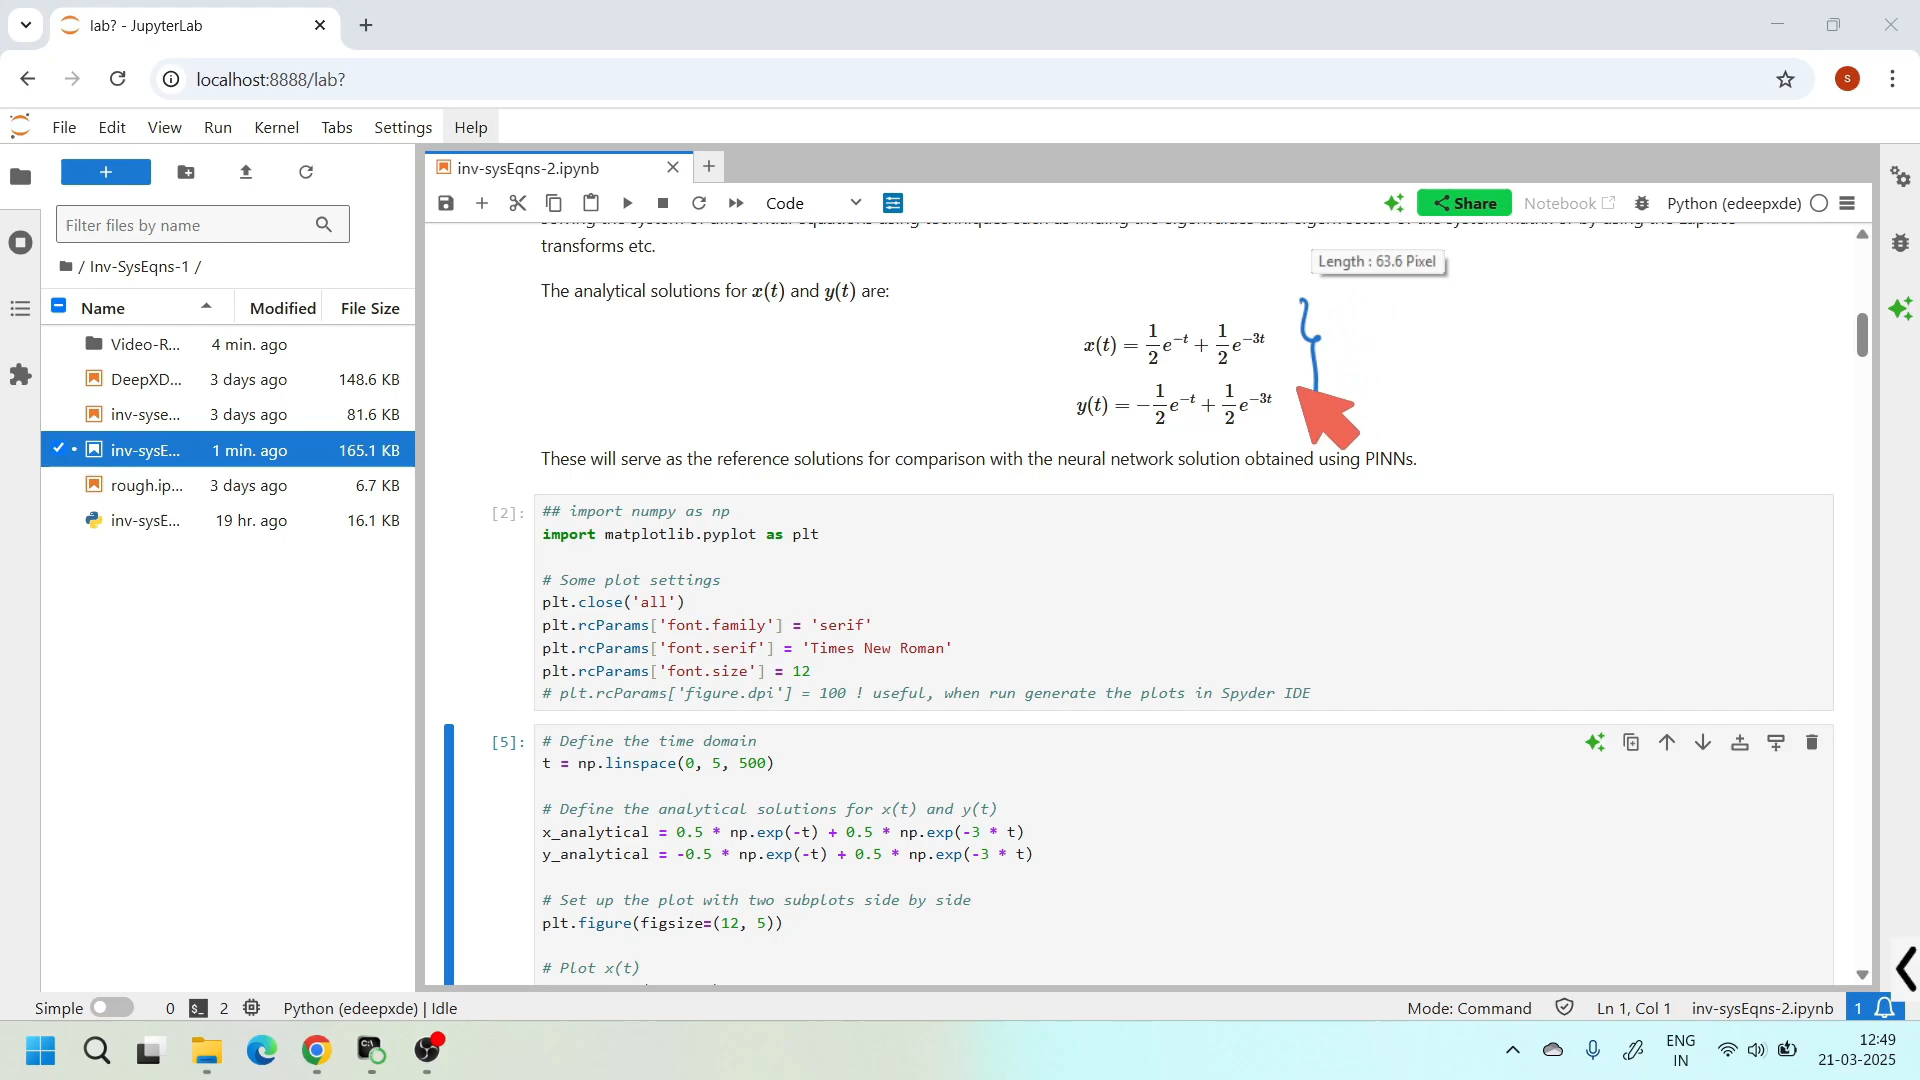 lab? - JupyterLab
localhost:8888/lab?
S
File Edit View Run Kernel Tabs Settings Help
inv-sysEqns-2.ipynb
Filter files by name
Code
Share
Notebook
Python (edeepxde)
/ Inv-SysEqns-1 /
Name Modified File Size
Video-R... 4 min. ago
DeepXD... 3 days ago 148.6 KB
inv-syse... 3 days ago 81.6 KB
inv-sysE... 1 min. ago 165.1 KB
rough.ip... 3 days ago 6.7 KB
inv-sysE... 19 hr. ago 16.1 KB
transforms etc.
Length : 63.6 Pixel
The analytical solutions for x(t) and y(t) are:
x(t) = 1/2 e^{-t} + 1/2 e^{-3t}
y(t) = -1/2 e^{-t} + 1/2 e^{-3t}
These will serve as the reference solutions for comparison with the neural network solution obtained using PINNs.
[2]: ## import numpy as np
import matplotlib.pyplot as plt
# Some plot settings
plt.close('all')
plt.rcParams['font.family'] = 'serif'
plt.rcParams['font.serif'] = 'Times New Roman'
plt.rcParams['font.size'] = 12
# plt.rcParams['figure.dpi'] = 100 ! useful, when run generate the plots in Spyder IDE
[5]: # Define the time domain
t = np.linspace(0, 5, 500)
# Define the analytical solutions for x(t) and y(t)
x_analytical = 0.5 * np.exp(-t) + 0.5 * np.exp(-3 * t)
y_analytical = -0.5 * np.exp(-t) + 0.5 * np.exp(-3 * t)
# Set up the plot with two subplots side by side
plt.figure(figsize=(12, 5))
# Plot x(t)
Simple 0 2 Python (edeepxde) | Idle
Mode: Command Ln 1, Col 1 inv-sysEqns-2.ipynb 1
ENG
IN
12:49
21-03-2025